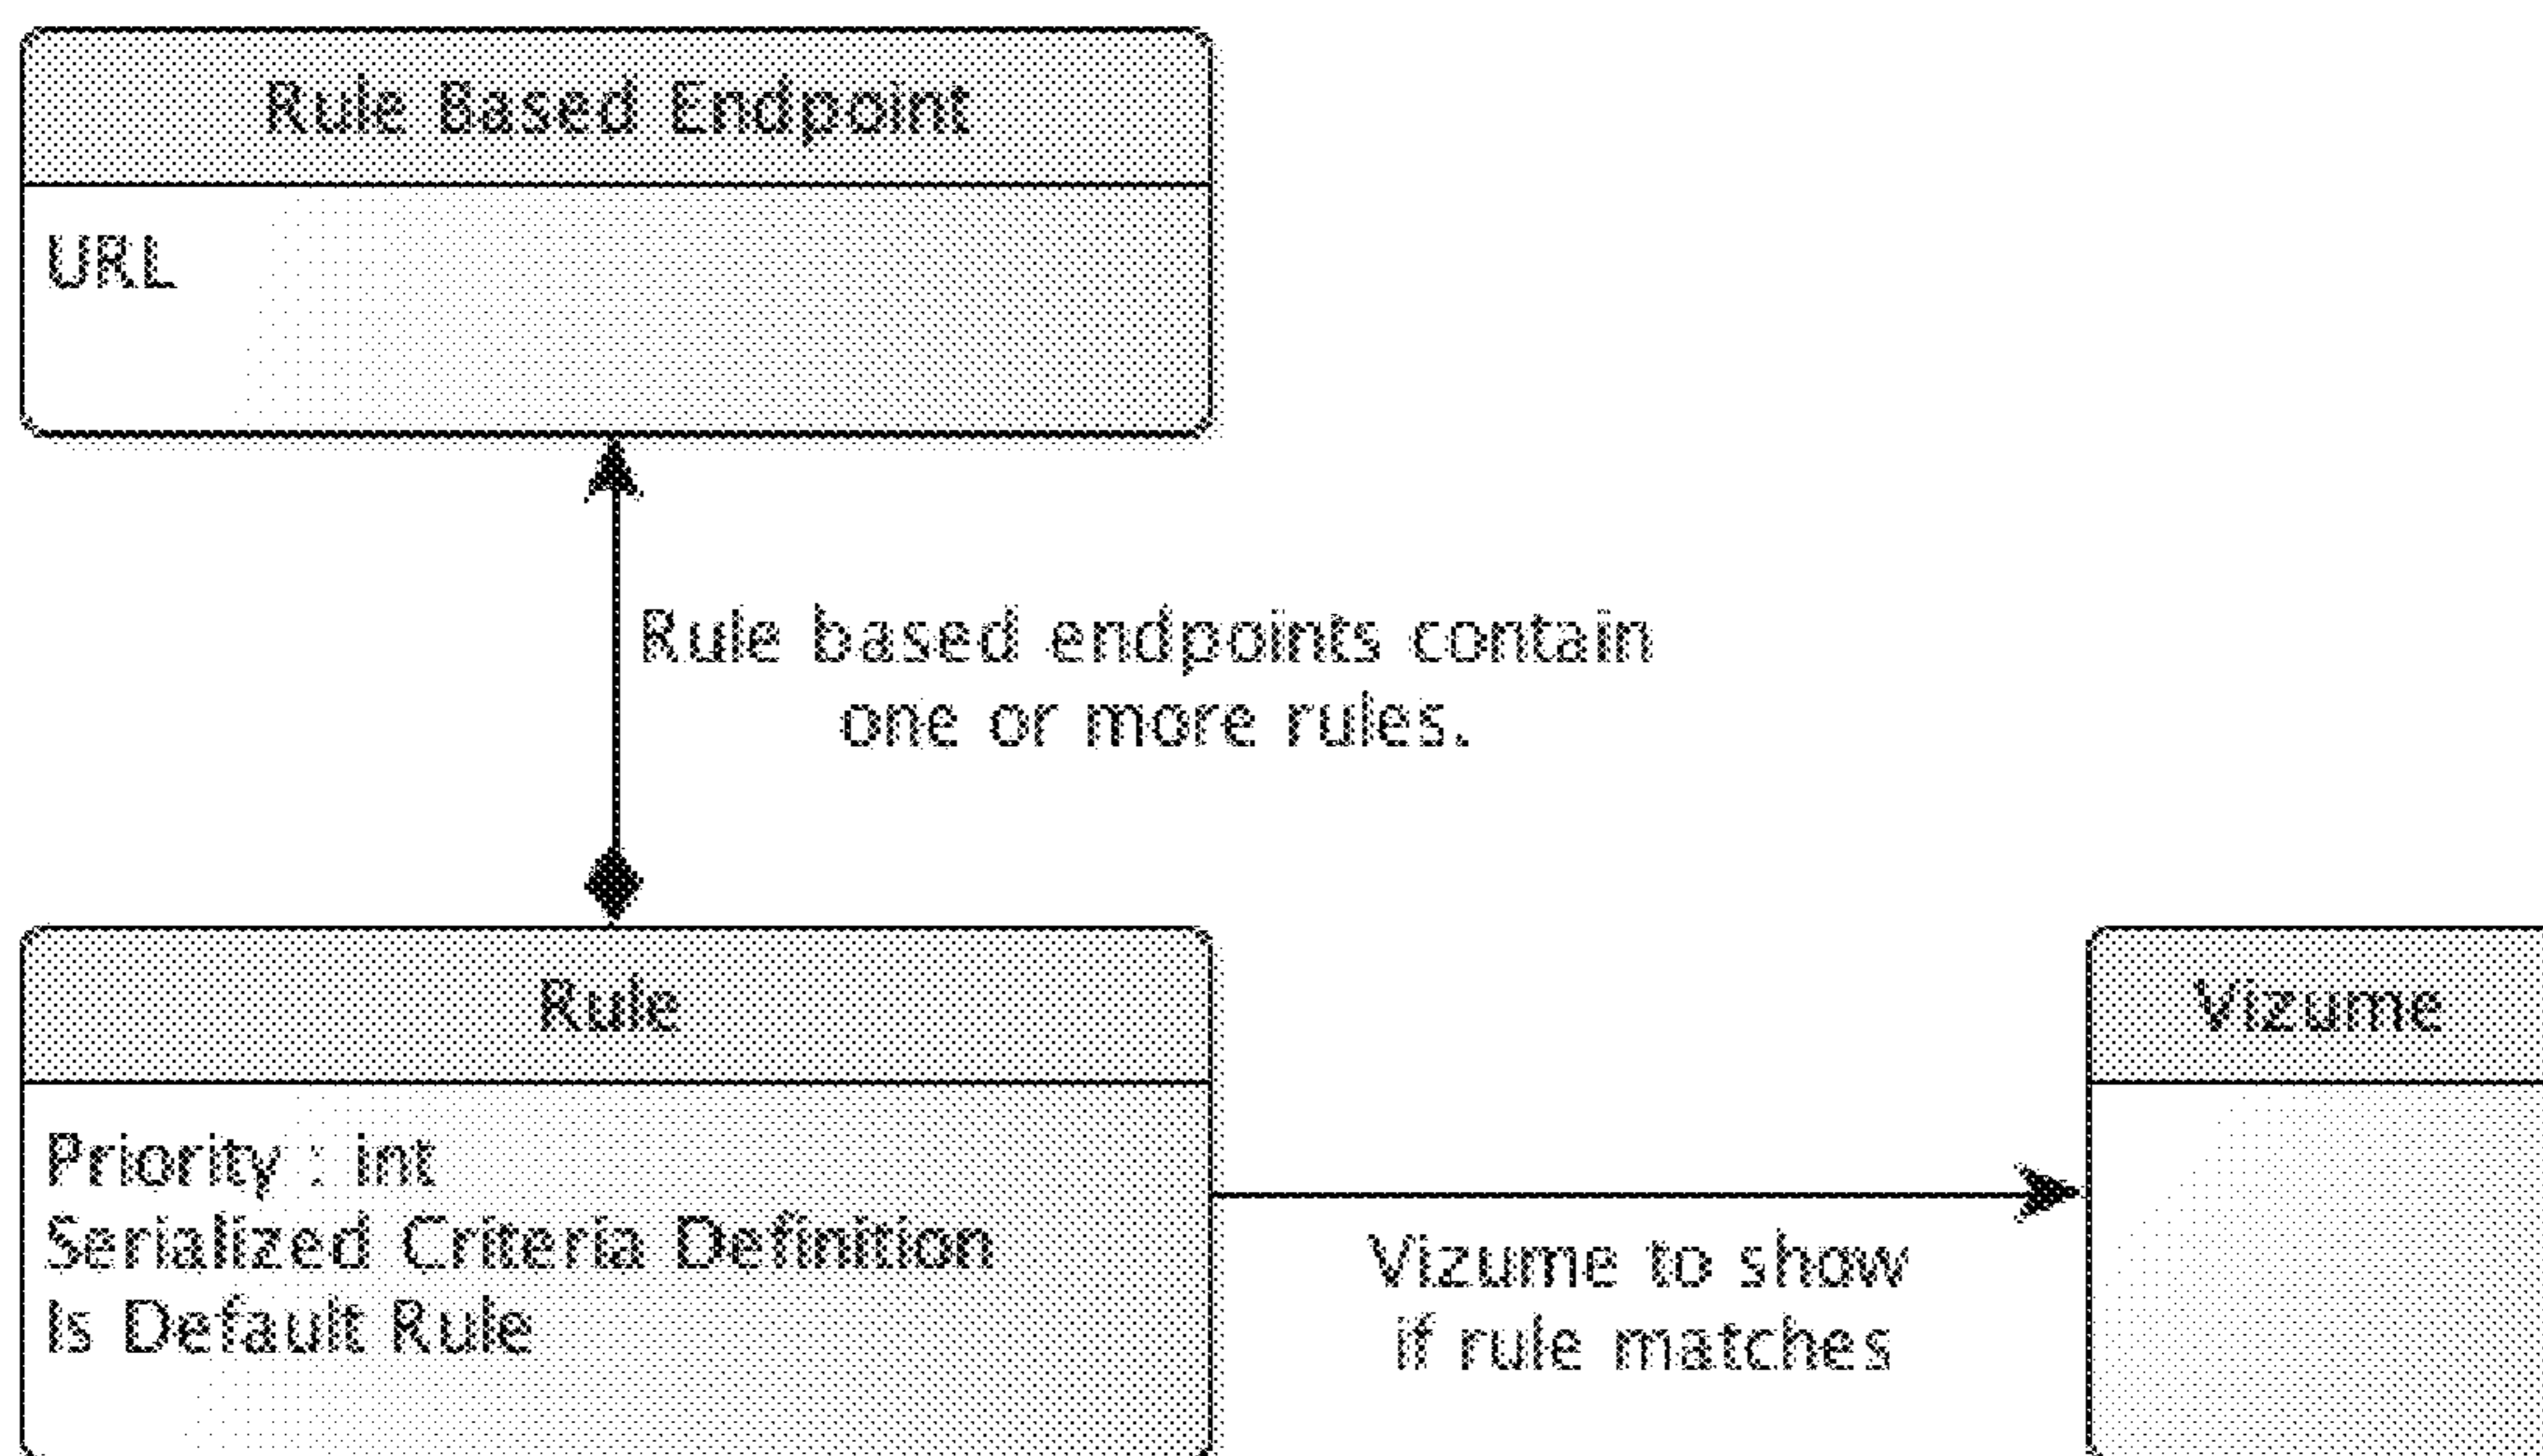 Rule Based Endpoint
URL
Rule based endpoints contain
one or more rules.
Rule
Vizume
Priority : int
Serialized Criteria Definition
Is Default Rule
Vizume to show
if rule matches